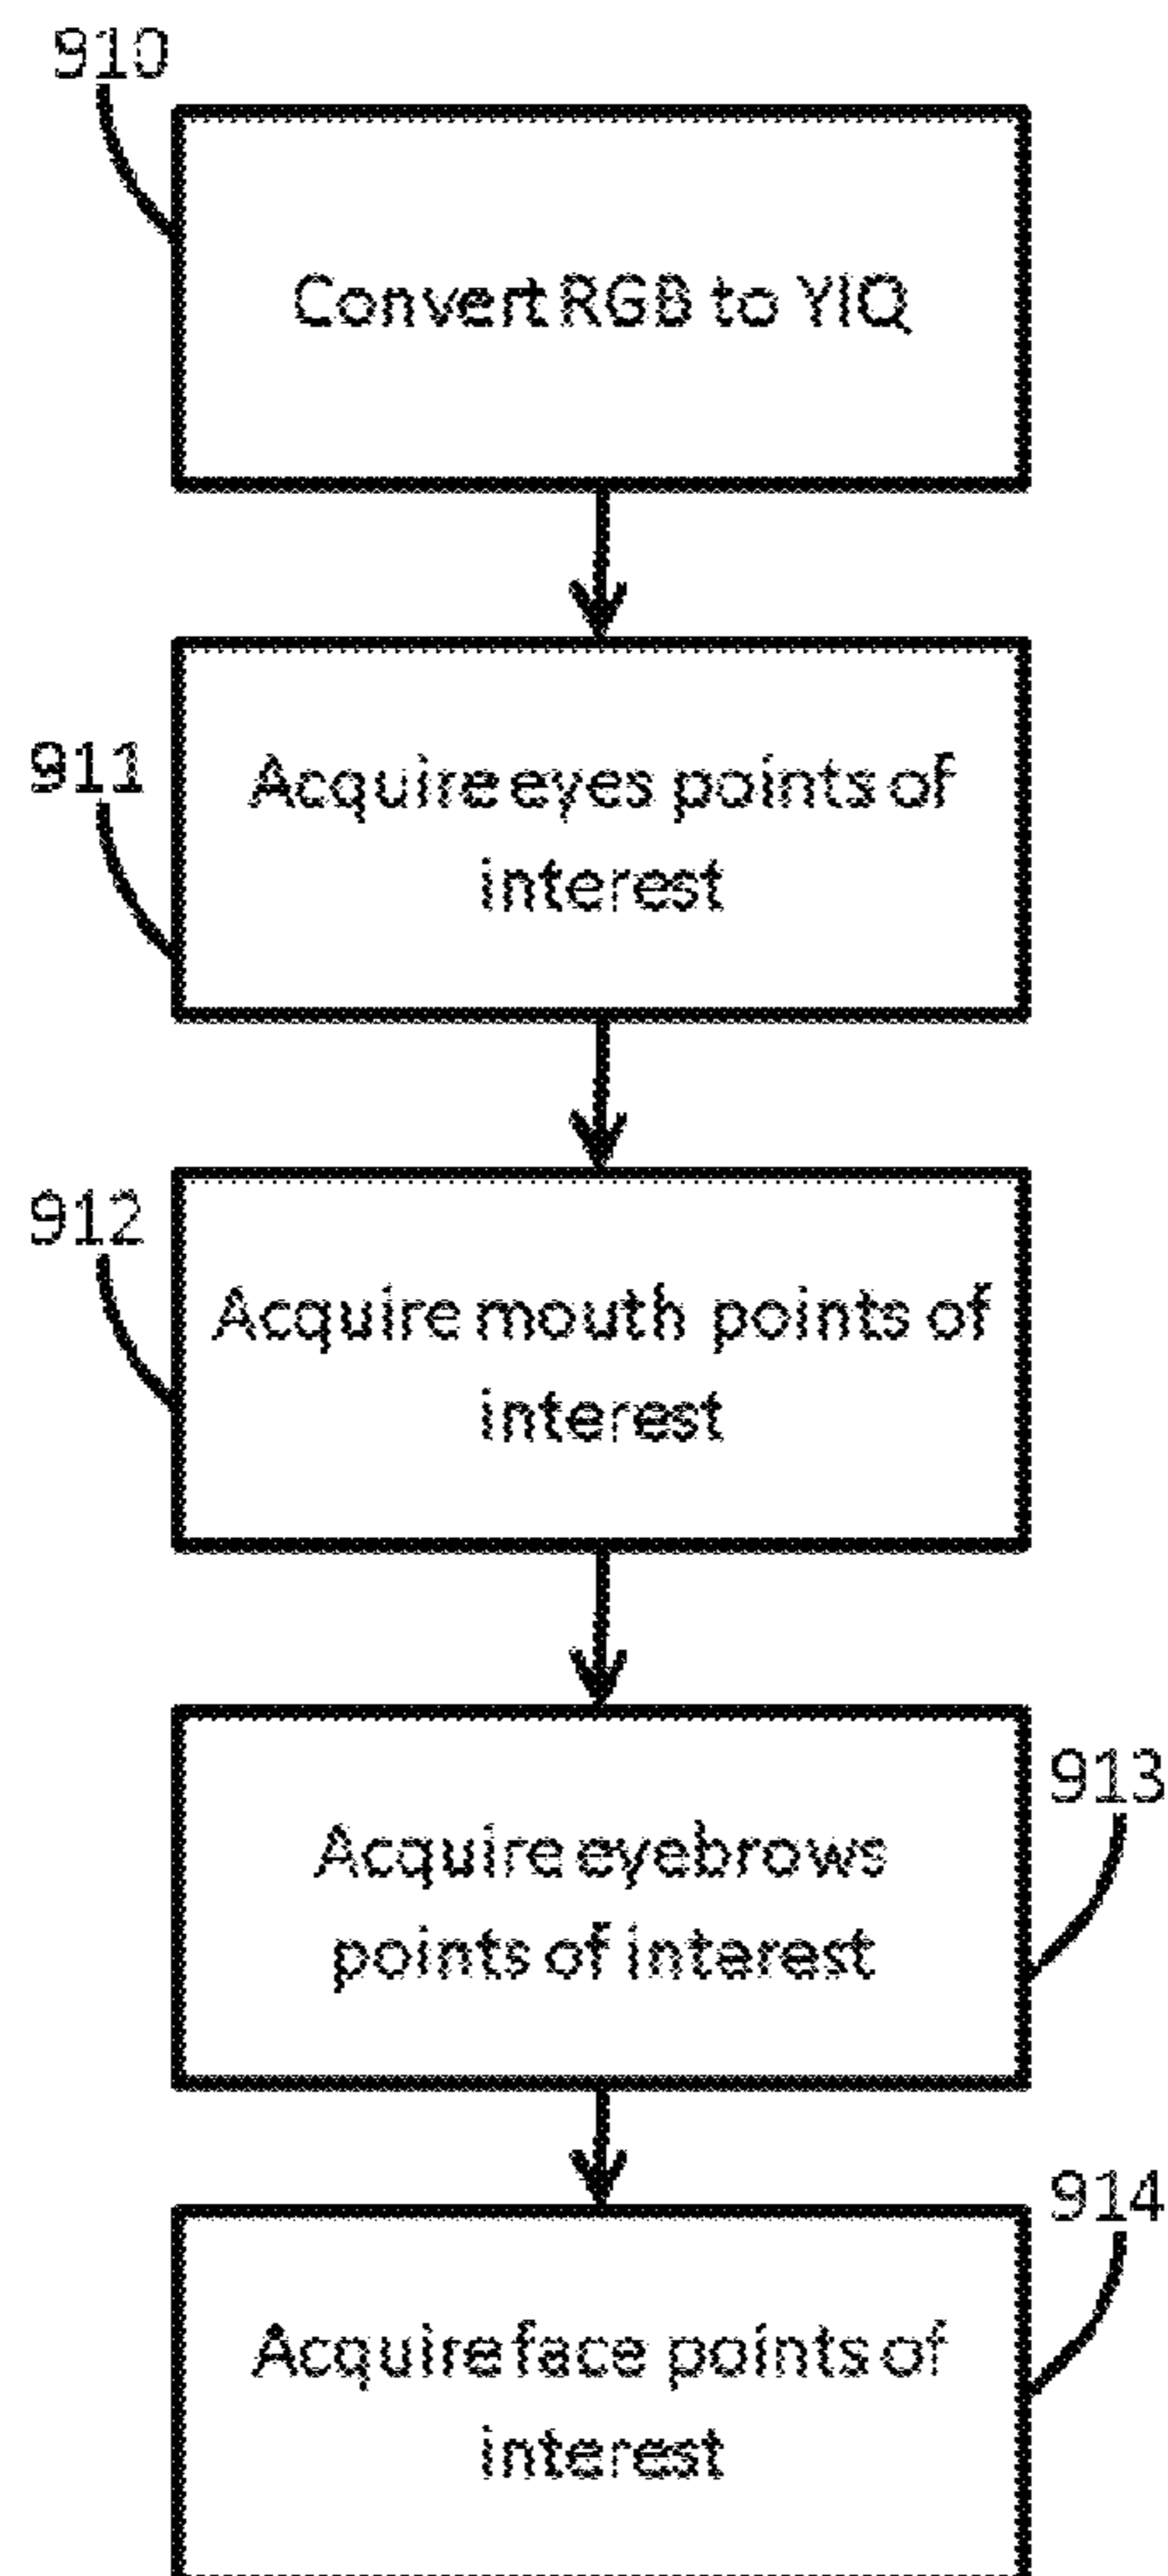 910
Convert RGB to YIQ
911
Acquire eyes points of
interest
912
Acquire mouth points of
interest
913
Acquire eyebrows
points of interest
914
Acquire face points of
interest